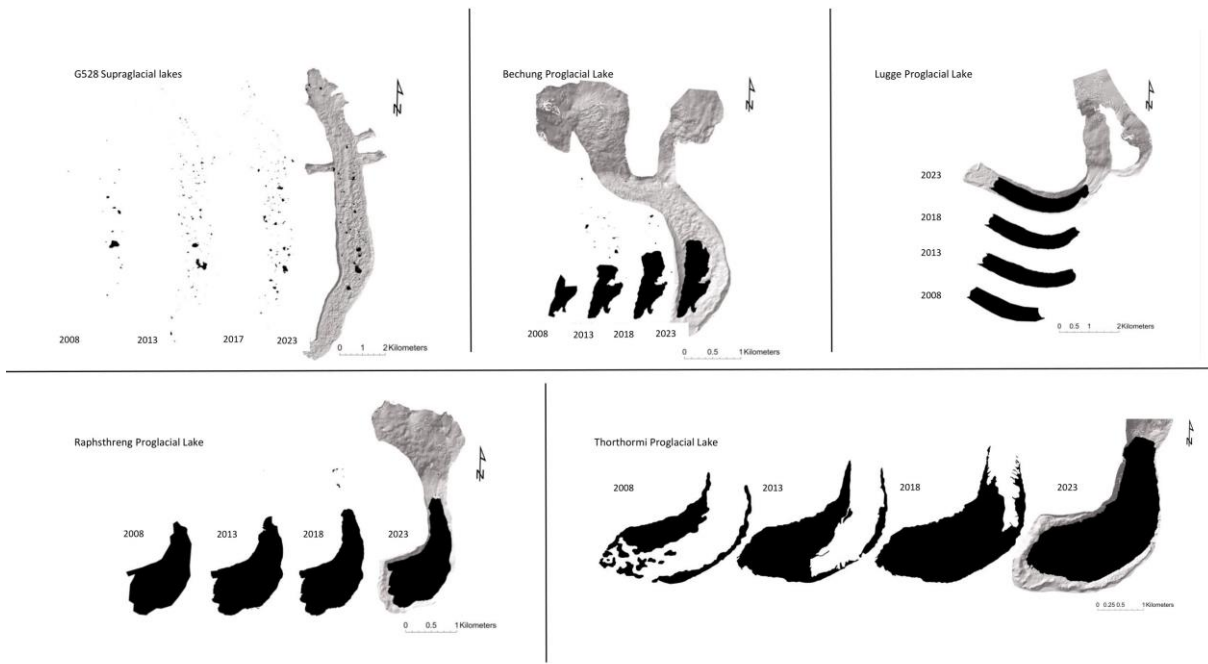 G528 Supraglacial lakes
N
2008 2013 2017 2023
0 1 2 Kilometers
Bechung Proglacial Lake
N
2008 2013 2018 2023
0 0.5 1 Kilometers
Lugge Proglacial Lake
N
2023
2018
2013
2008
0 0.5 1 2 Kilometers
Raphsthreng Proglacial Lake
N
2008 2013 2018 2023
0 0.5 1 Kilometers
Thorthormi Proglacial Lake
N
2008 2013 2018 2023
0 0.25 0.5 1 Kilometers